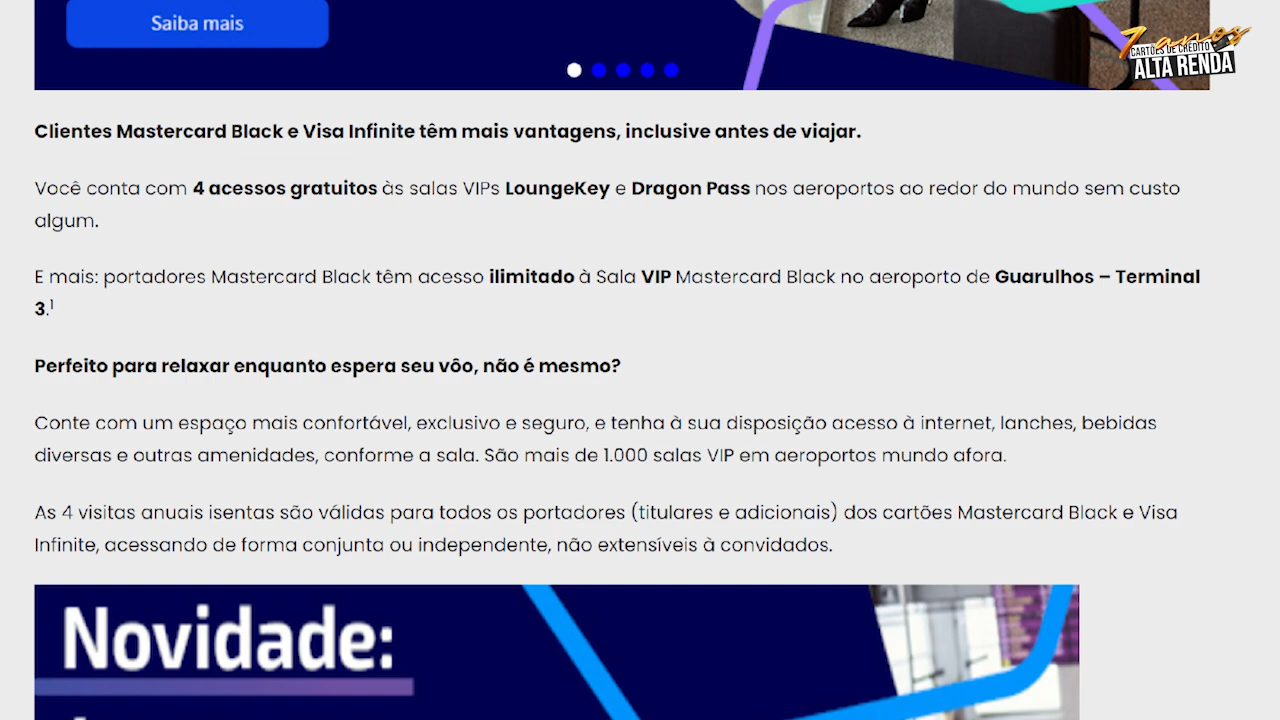 Saiba mais
7 anos
CARTÕES DE CRÉDITO
ALTA RENDA
Clientes Mastercard Black e Visa Infinite têm mais vantagens, inclusive antes de viajar.
Você conta com 4 acessos gratuitos às salas VIPs LoungeKey e Dragon Pass nos aeroportos ao redor do mundo sem custo
algum.
E mais: portadores Mastercard Black têm acesso ilimitado à Sala VIP Mastercard Black no aeroporto de Guarulhos – Terminal
3.¹
Perfeito para relaxar enquanto espera seu vôo, não é mesmo?
Conte com um espaço mais confortável, exclusivo e seguro, e tenha à sua disposição acesso à internet, lanches, bebidas
diversas e outras amenidades, conforme a sala. São mais de 1.000 salas VIP em aeroportos mundo afora.
As 4 visitas anuais isentas são válidas para todos os portadores (titulares e adicionais) dos cartões Mastercard Black e Visa
Infinite, acessando de forma conjunta ou independente, não extensíveis à convidados.
Novidade: